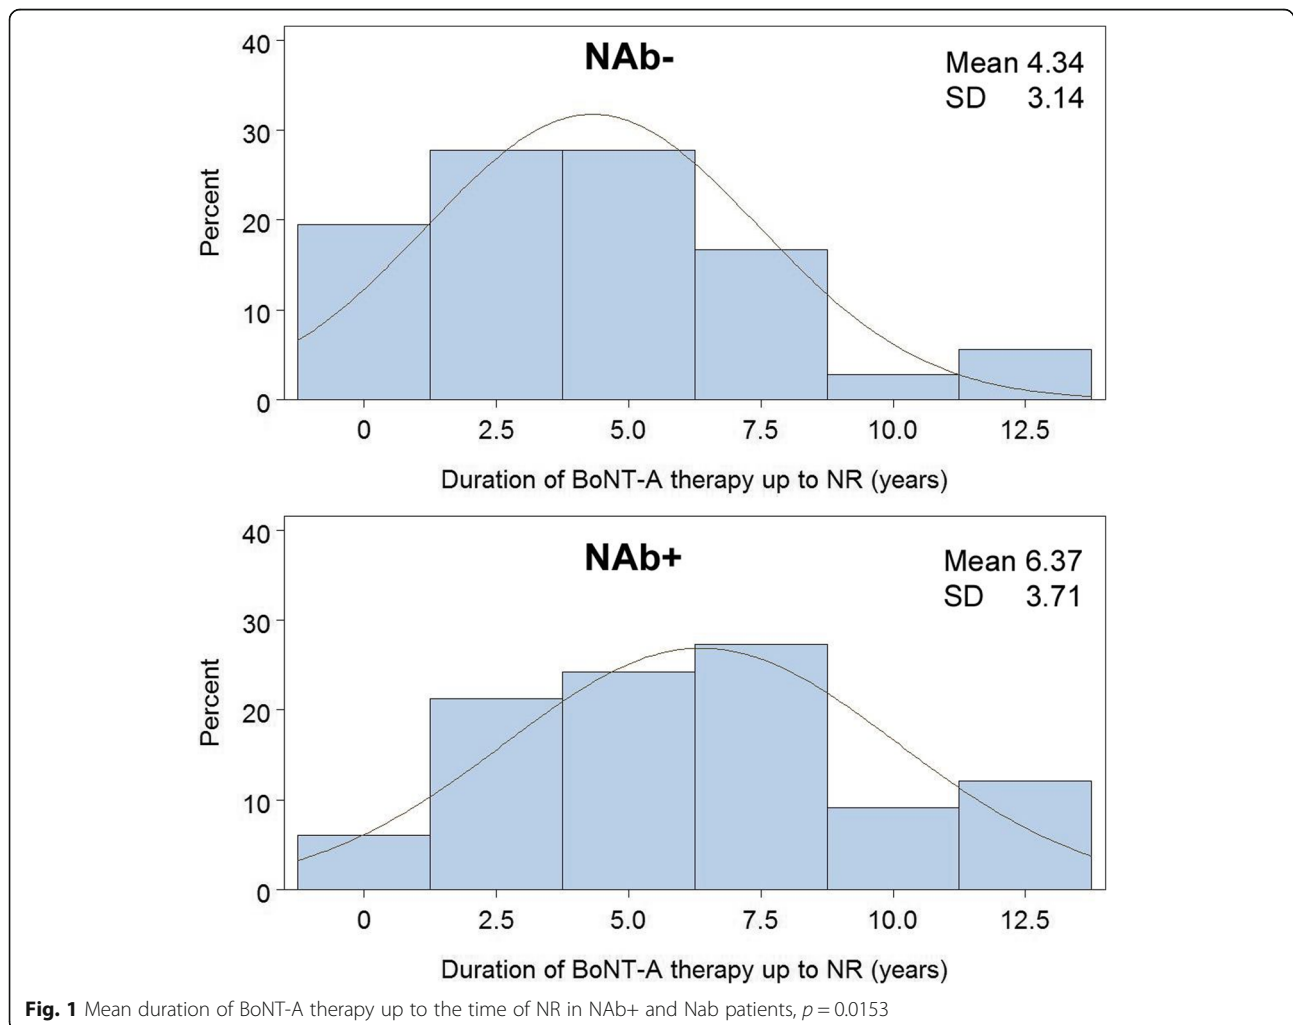 NAb-
Mean 4.34
SD 3.14
40
30
20
10
0
Percent
0 2.5 5.0 7.5 10.0 12.5
Duration of BoNT-A therapy up to NR (years)
NAb+
Mean 6.37
SD 3.71
40
30
20
10
0
Percent
0 2.5 5.0 7.5 10.0 12.5
Duration of BoNT-A therapy up to NR (years)
Fig. 1 Mean duration of BoNT-A therapy up to the time of NR in NAb+ and Nab patients, p = 0.0153